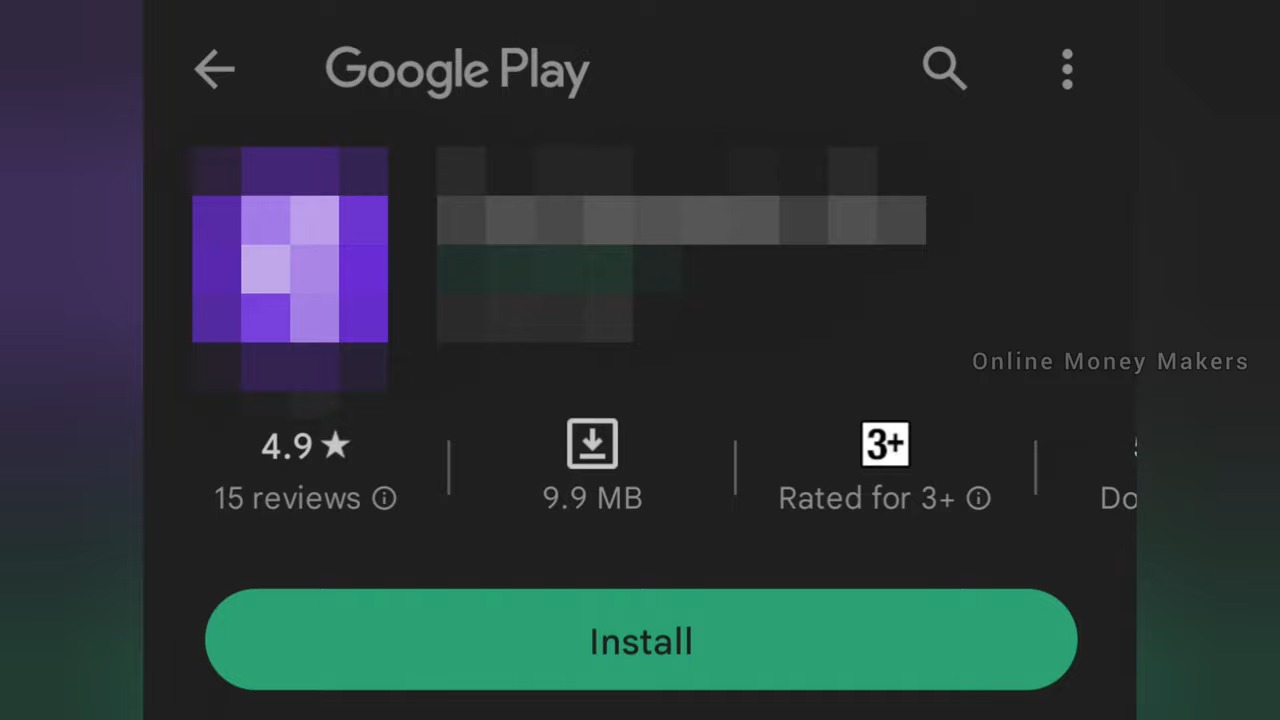 Google Play
Online Money Makers
4.9★
3+
15 reviews
9.9 MB
Rated for 3+
Install